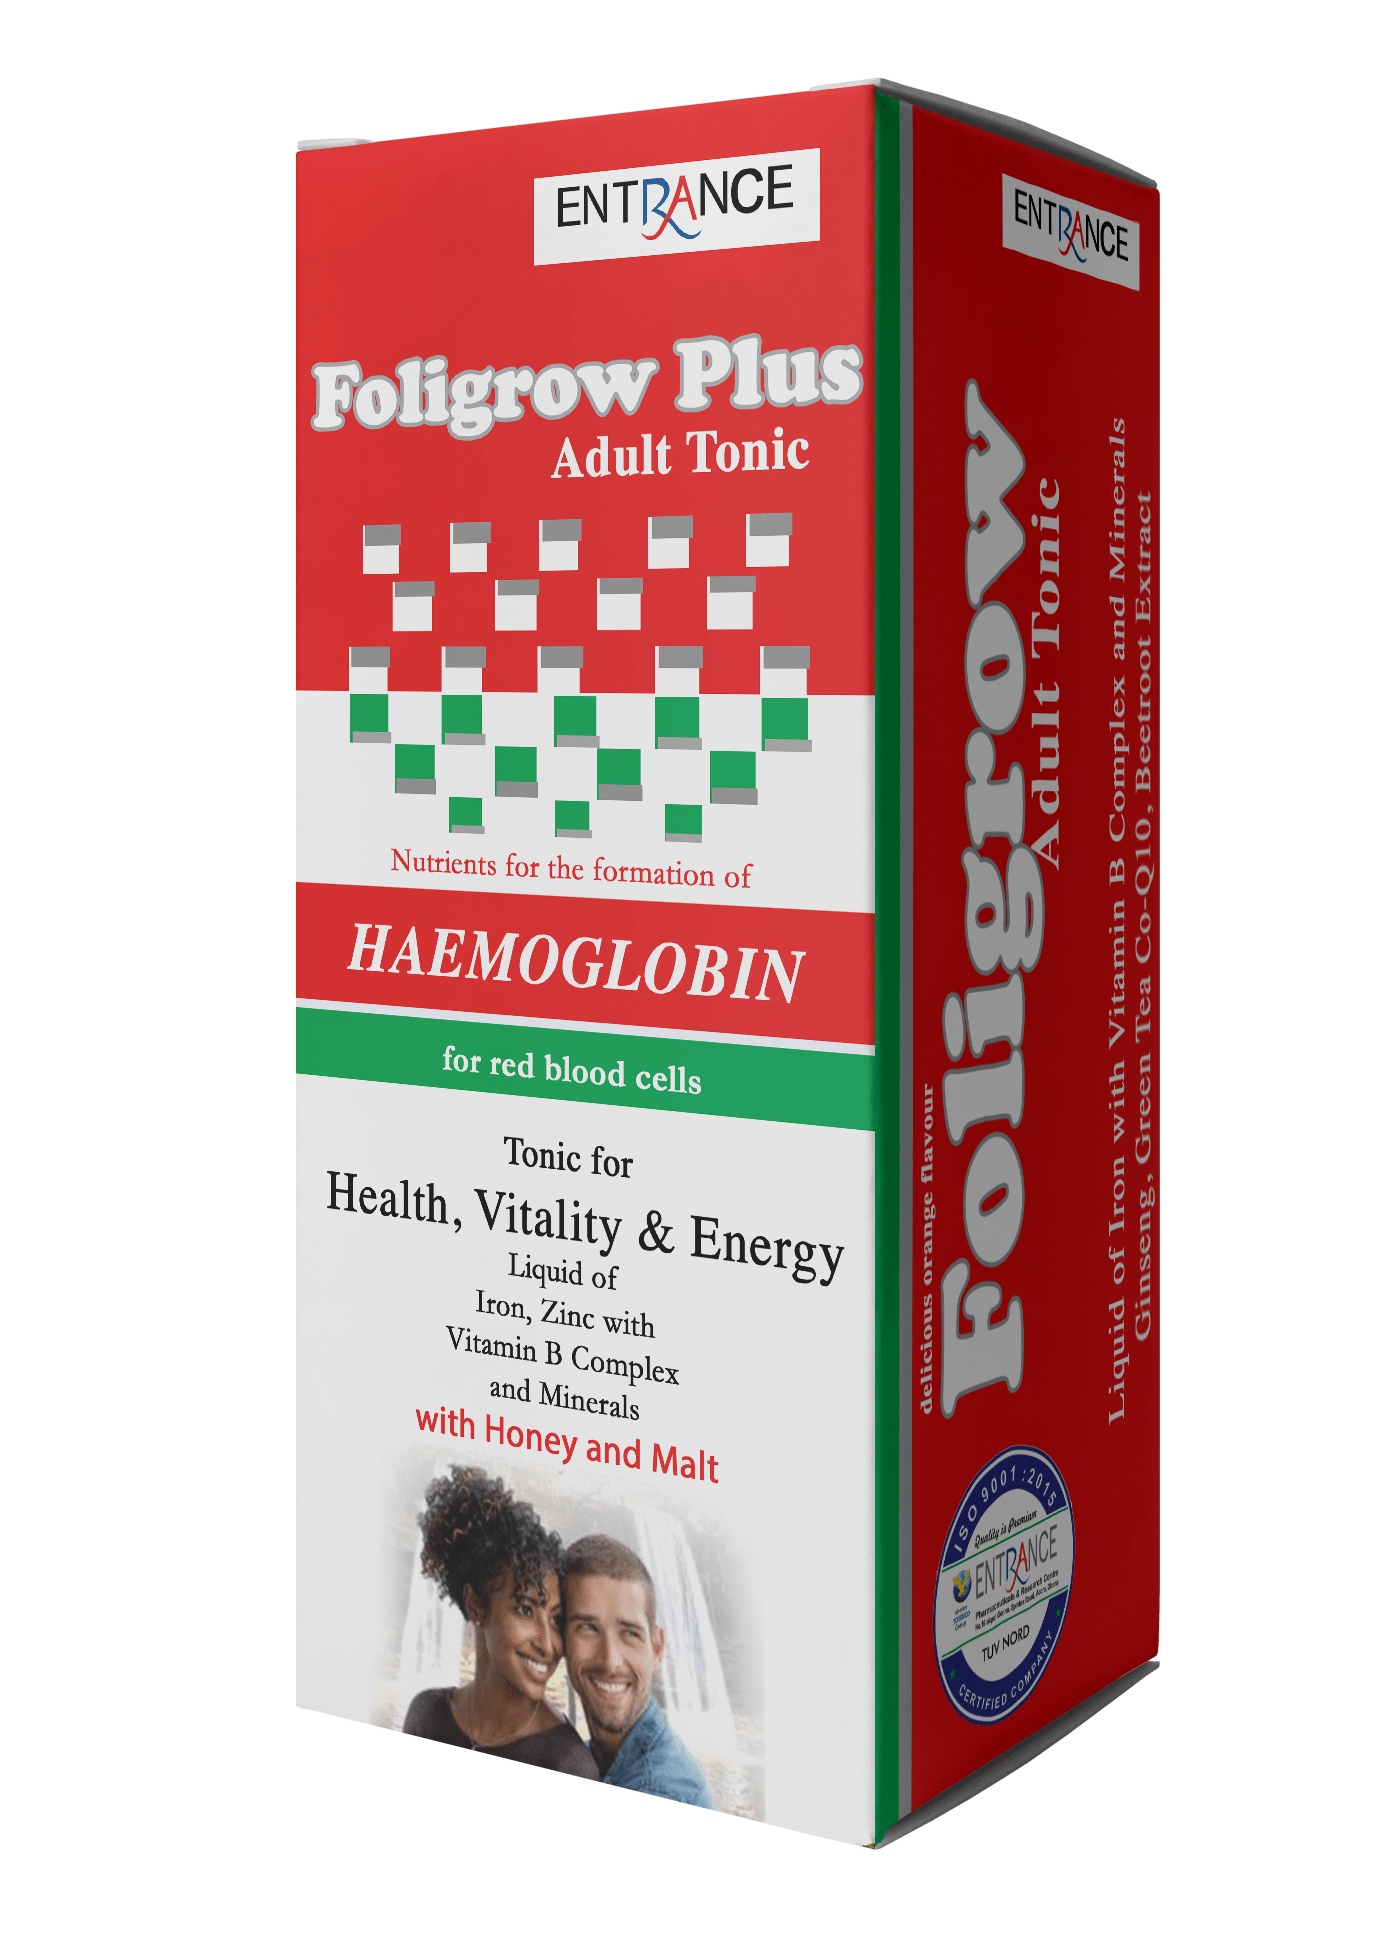 ENTRANCE
Foligrow Plus
Adult Tonic
Nutrients for the formation of
HAEMOGLOBIN
for red blood cells
Tonic for
Health, Vitality & Energy
Liquid of
Iron, Zinc with
Vitamin B Complex
and Minerals
with Honey and Malt
ENTRANCE
delicious orange flavour
Foligrow
Adult Tonic
Liquid of Iron with Vitamin B Complex and Minerals
Ginseng, Green Tea Co-Q10, Beetroot Extract
ISO 9001:2015
Quality is Premium
ENTRANCE
Pharmaceuticals & Research Centre
TUV NORD
CERTIFIED COMPANY